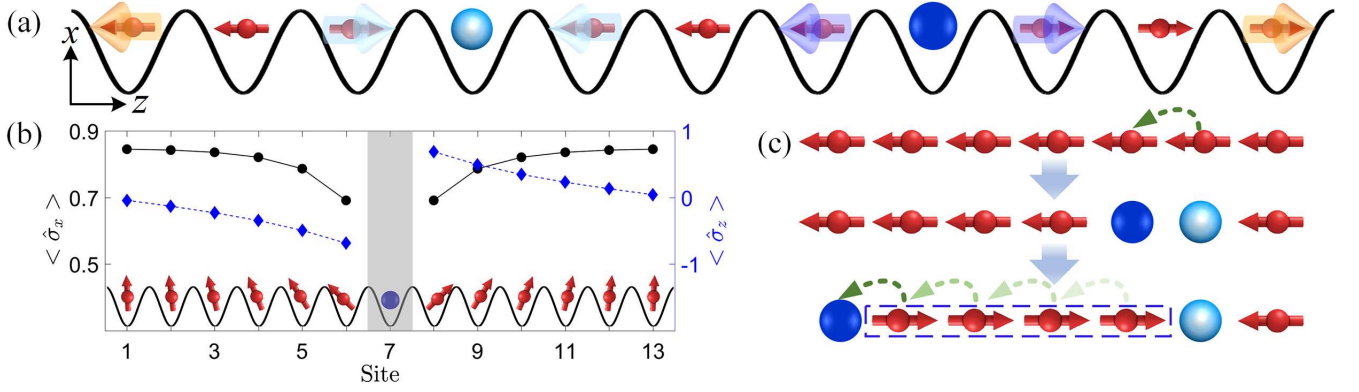 (a)
x
z
(b)
0.9
0.7
0.5
< σ̂x >
1
0
-1
< σ̂z >
1 3 5 7 9 11 13
Site
(c)